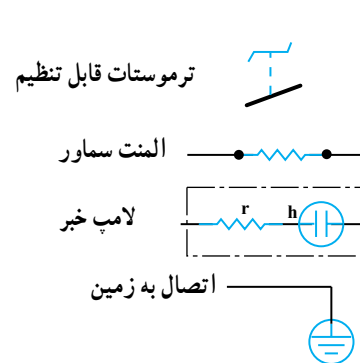 ترموستات قابل تنظیم
المنت سماور
لامپ خبر
r
h
اتصال به زمین